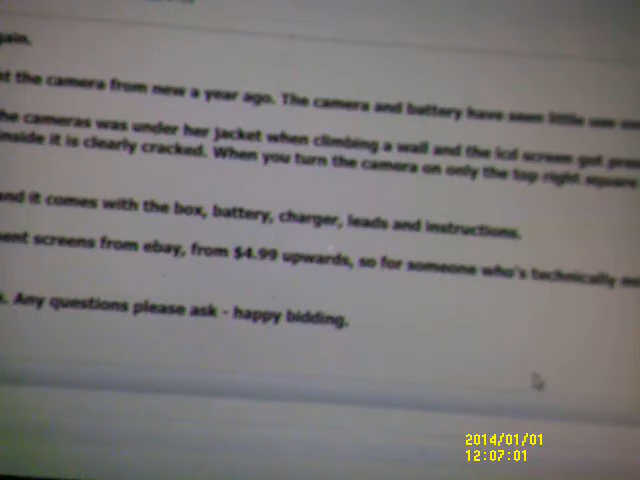 gain.
the camera from new a year ago. The camera and battery have seen little use
he cameras was under her jacket when climbing a wall and the lcd screen got
inside it is clearly cracked. When you turn the camera on only the top right square
and it comes with the box, battery, charger, leads and instructions.
ent screens from ebay, from $4.99 upwards, so for someone who's technically
. Any questions please ask - happy bidding.
2014/01/01
12:07:01